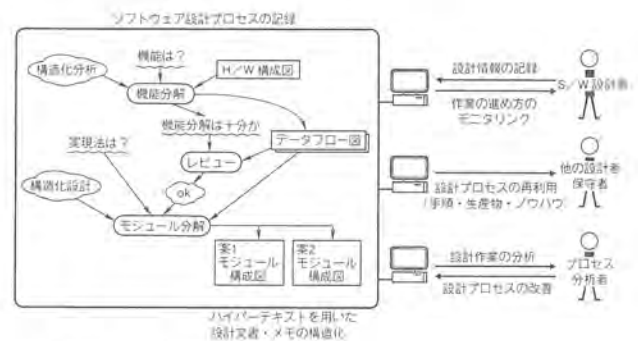 ソフトウェア設計プロセスの記録
機能は?
構造化分析
H/W 構成図
機能分解
機能分解は十分か
実現法は?
データフロー図
レビュー
ok
構造化設計
モジュール分解
案1
モジュール
構成図
案2
モジュール
構成図
ハイパーテキストを用いた
設計文書・メモの構造化
設計情報の記録
作業の進め方の
モニタリング
S/W 設計者
設計プロセスの再利用
(手順・生産物・ノウハウ)
他の設計者
保守者
設計作業の分析
設計プロセスの改善
プロセス
分析者